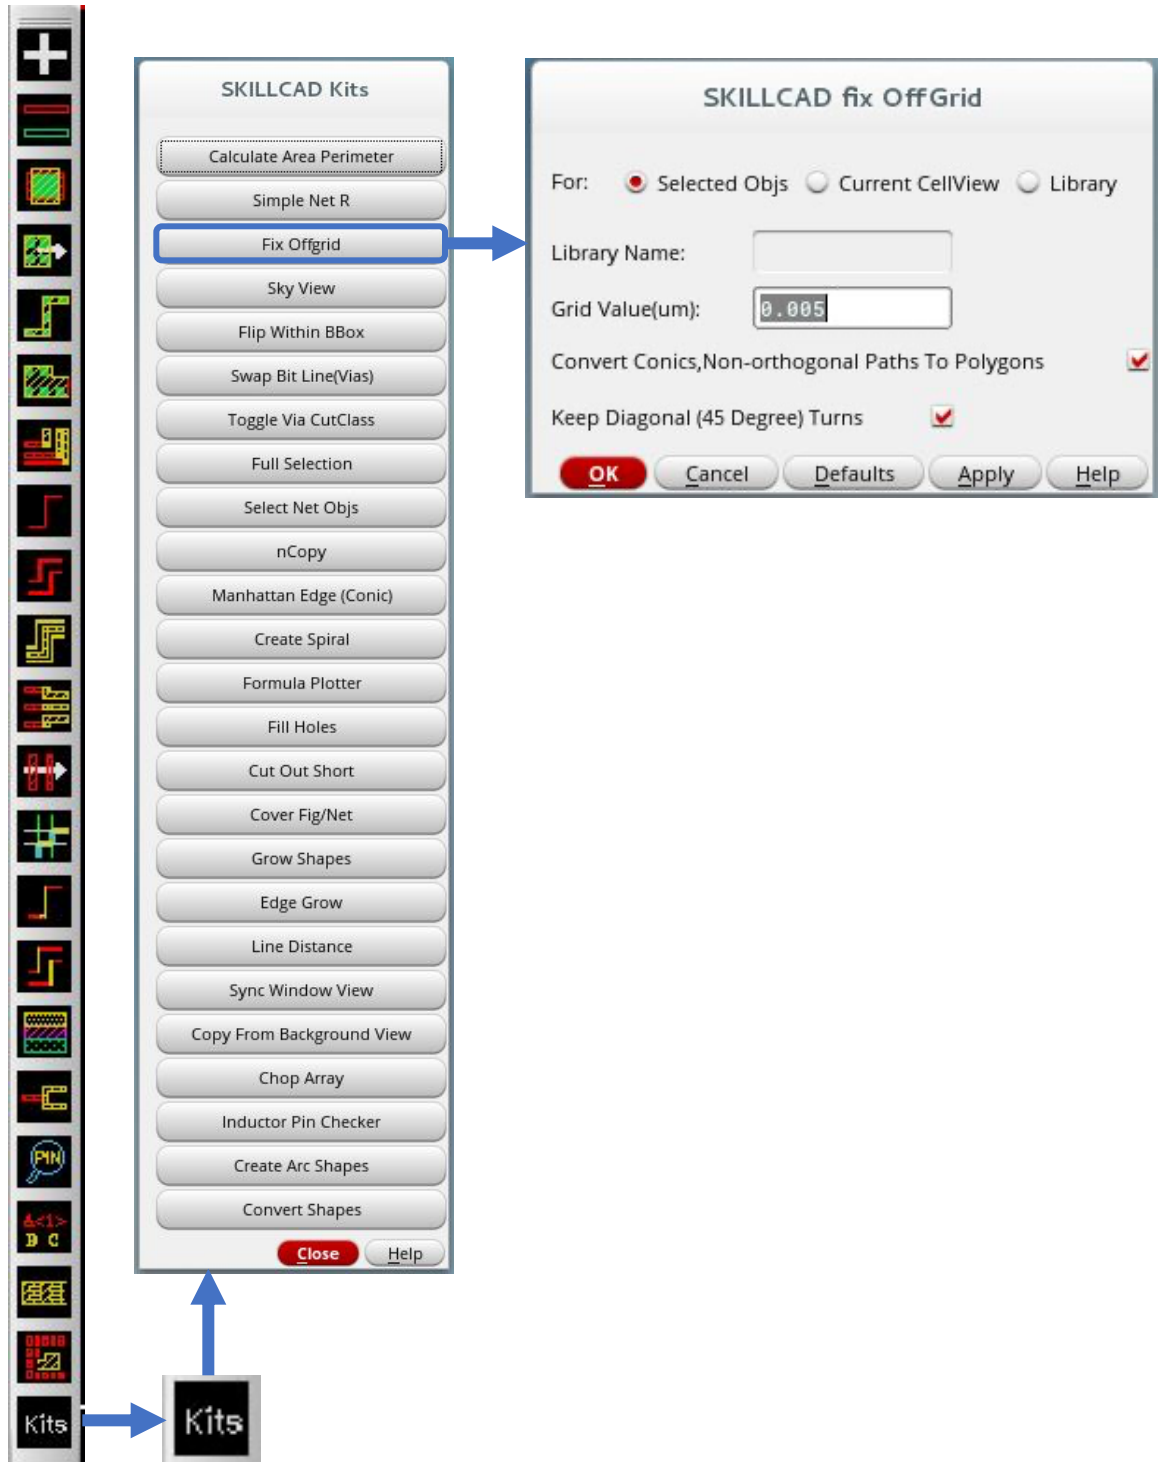 SKILLCAD Kits
Calculate Area Perimeter
Simple Net R
Fix Offgrid
Sky View
Flip Within BBox
Swap Bit Line(Vias)
Toggle Via CutClass
Full Selection
Select Net Objs
nCopy
Manhattan Edge (Conic)
Create Spiral
Formula Plotter
Fill Holes
Cut Out Short
Cover Fig/Net
Grow Shapes
Edge Grow
Line Distance
Sync Window View
Copy From Background View
Chop Array
Inductor Pin Checker
Create Arc Shapes
Convert Shapes
Close Help
SKILLCAD fix OffGrid
For: Selected Objs Current CellView Library
Library Name:
Grid Value(um): 0.005
Convert Conics,Non-orthogonal Paths To Polygons
Keep Diagonal (45 Degree) Turns
OK Cancel Defaults Apply Help
PIN
A<1>
B C
Kits
Kits